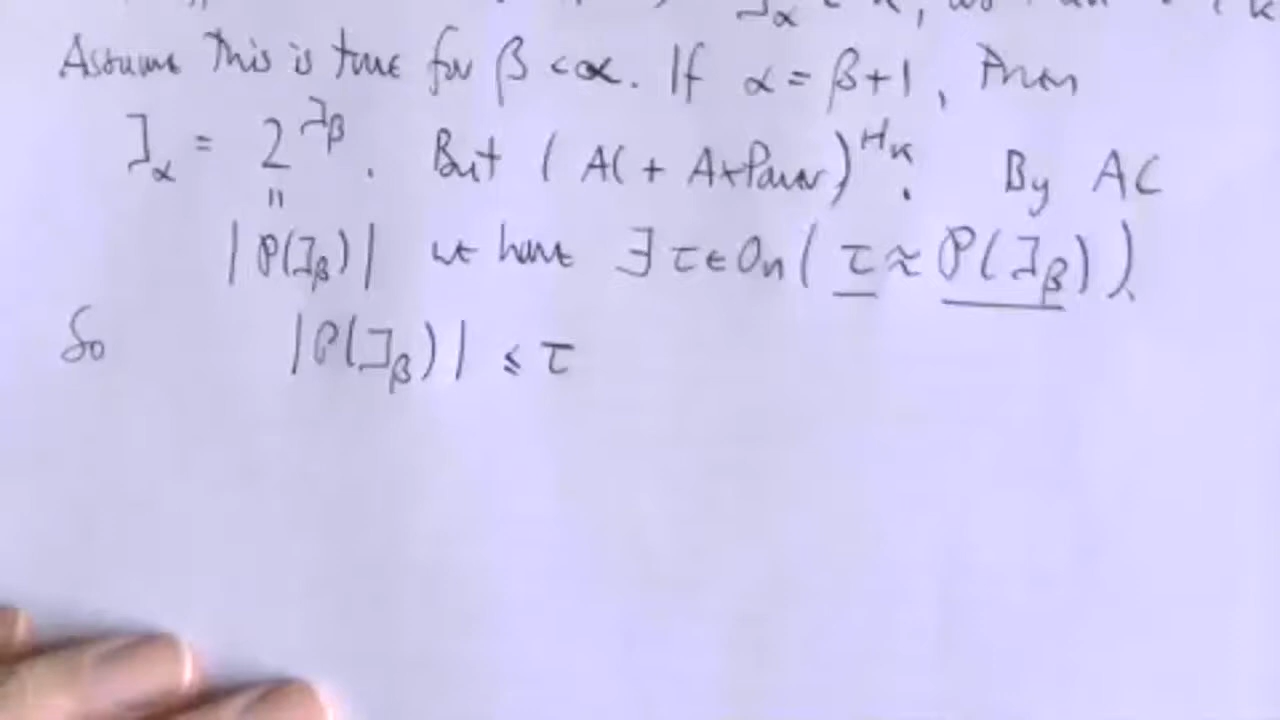 ℶ_α < κ,
Assume this is true for β < α. If α = β+1, then
ℶ_α = 2^{ℶ_β}. But (AC + AxPower)^{H_κ}. By AC
||
|P(ℶ_β)| we have ∃τ∈On(τ ≈ P(ℶ_β)).
So |P(ℶ_β)| ≤ τ